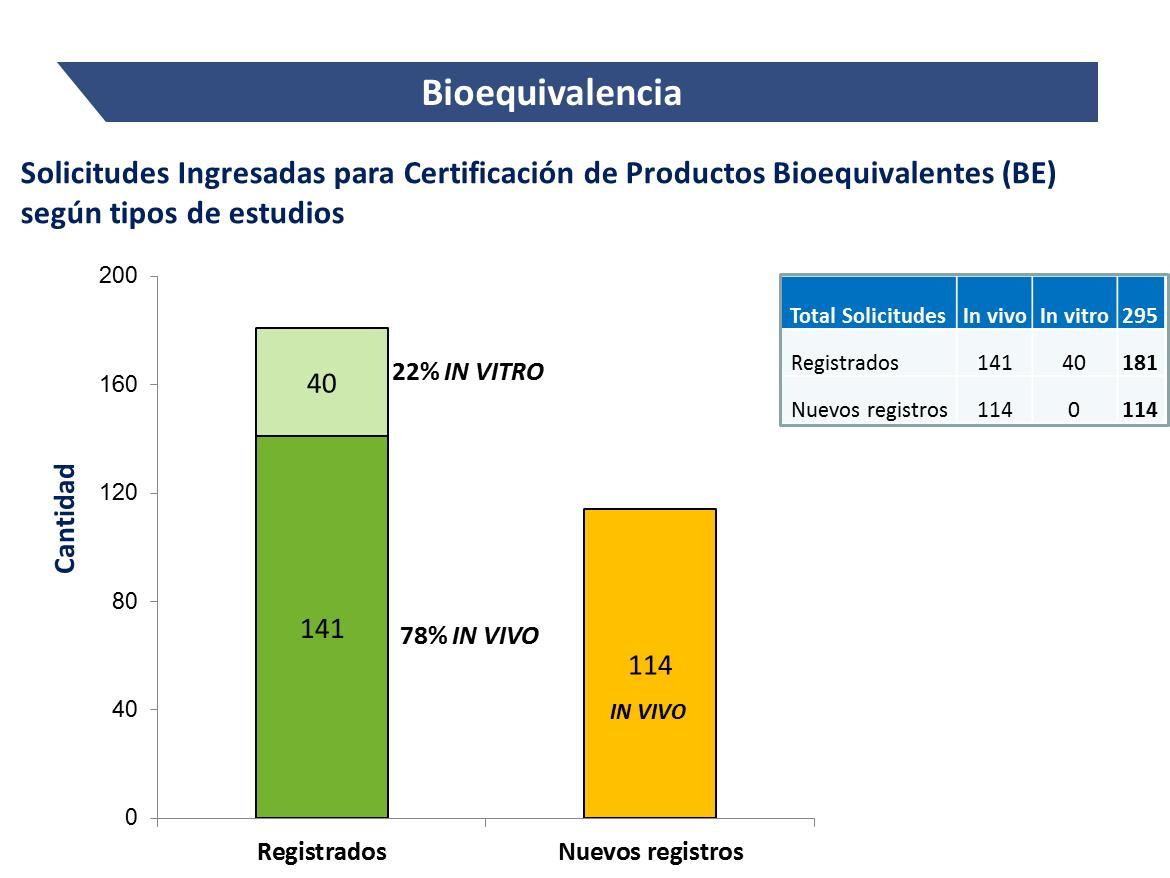 Bioequivalencia
Solicitudes Ingresadas para Certificación de Productos Bioequivalentes (BE)
según tipos de estudios
Total Solicitudes In vivo In vitro 295
Registrados 141 40 181
Nuevos registros 114 0 114
Cantidad
200
160
120
80
40
0
40
22% IN VITRO
141
78% IN VIVO
114
IN VIVO
Registrados
Nuevos registros